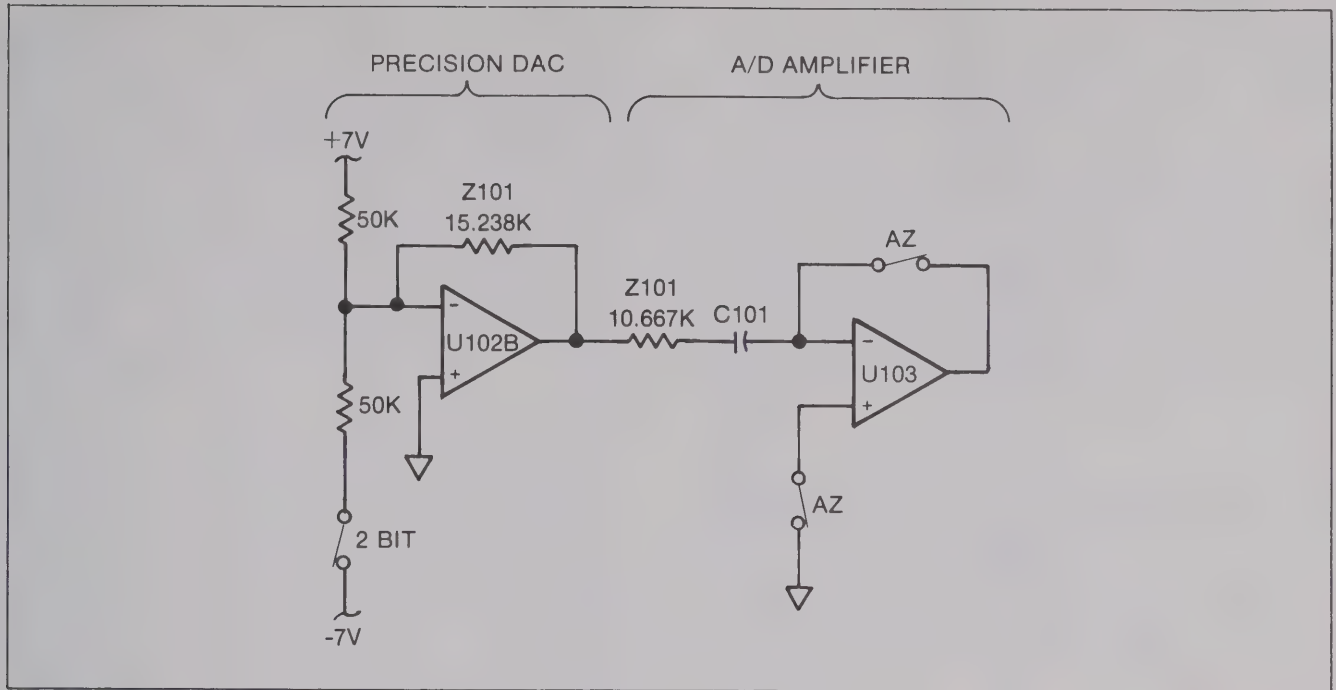 PRECISION DAC
A/D AMPLIFIER
+7V
50K
Z101
15.238K
-
U102B
+
50K
2 BIT
-7V
Z101
10.667K
C101
AZ
-
U103
+
AZ